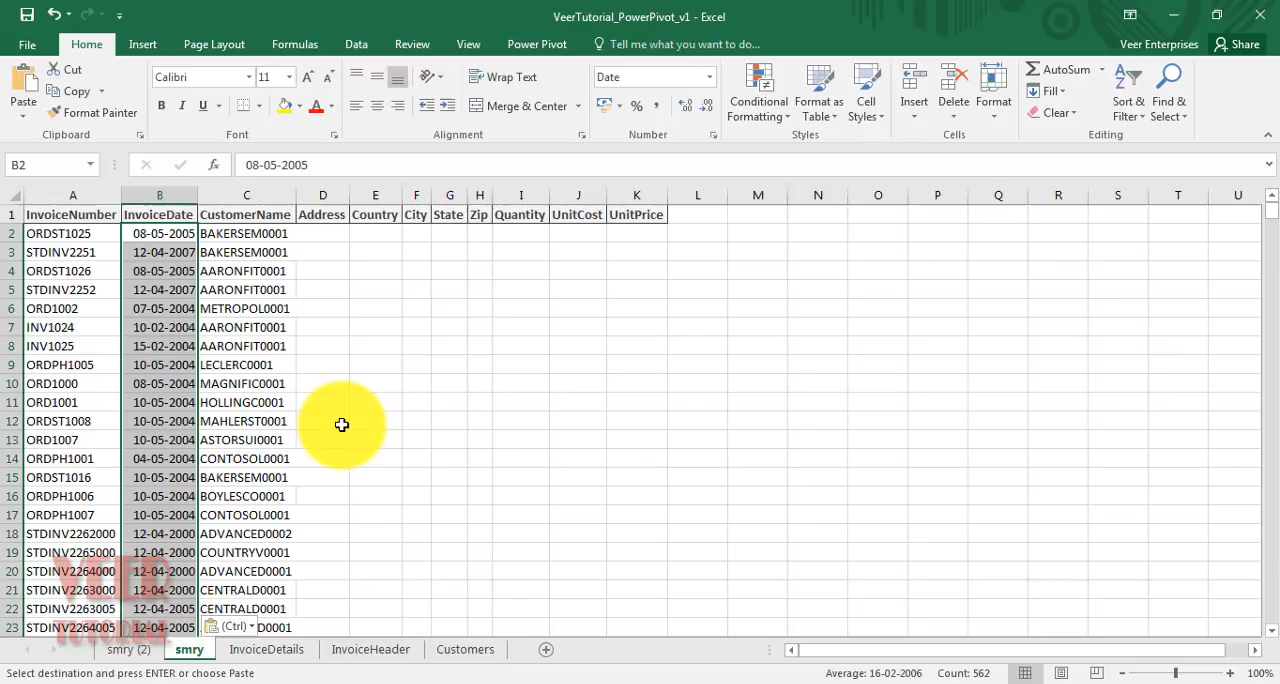 VeerTutorial_PowerPivot_v1 - Excel
File Home Insert Page Layout Formulas Data Review View Power Pivot Tell me what you want to do... Veer Enterprises Share
Paste Cut Copy Format Painter
Clipboard
Calibri 11 B I U A
Font
Wrap Text
Merge & Center
Alignment
Date
%
Number
Conditional Formatting Format as Table Cell Styles
Styles
Insert Delete Format
Cells
AutoSum
Fill
Clear
Sort & Filter
Find & Select
Editing
B2 fx 08-05-2005
A B C D E F G H I J K L M N O P Q R S T U
1 InvoiceNumber InvoiceDate CustomerName Address Country City State Zip Quantity UnitCost UnitPrice
2 ORDST1025 08-05-2005 BAKERSEM0001
3 STDINV2251 12-04-2007 BAKERSEM0001
4 ORDST1026 08-05-2005 AARONFIT0001
5 STDINV2252 12-04-2007 AARONFIT0001
6 ORD1002 07-05-2004 METROPOL0001
7 INV1024 10-02-2004 AARONFIT0001
8 INV1025 15-02-2004 AARONFIT0001
9 ORDPH1005 10-05-2004 LECLERC0001
10 ORD1000 08-05-2004 MAGNIFIC0001
11 ORD1001 10-05-2004 HOLLINGC0001
12 ORDST1008 10-05-2004 MAHLERST0001
13 ORD1007 10-05-2004 ASTORSUI0001
14 ORDPH1001 04-05-2004 CONTOSOL0001
15 ORDST1016 10-05-2004 BAKERSEM0001
16 ORDPH1006 10-05-2004 BOYLESCO0001
17 ORDPH1007 10-05-2004 CONTOSOL0001
18 STDINV2262000 12-04-2000 ADVANCED0002
19 STDINV2265000 12-04-2000 COUNTRYV0001
20 STDINV2264000 12-04-2000 ADVANCED0001
21 STDINV2263000 12-04-2000 CENTRALD0001
22 STDINV2263005 12-04-2005 CENTRALD0001
23 STDINV2264005 12-04-2005 D0001
(Ctrl)
VEER
TUTORIAL
smry (2) smry InvoiceDetails InvoiceHeader Customers
Select destination and press ENTER or choose Paste Average: 16-02-2006 Count: 562 100%